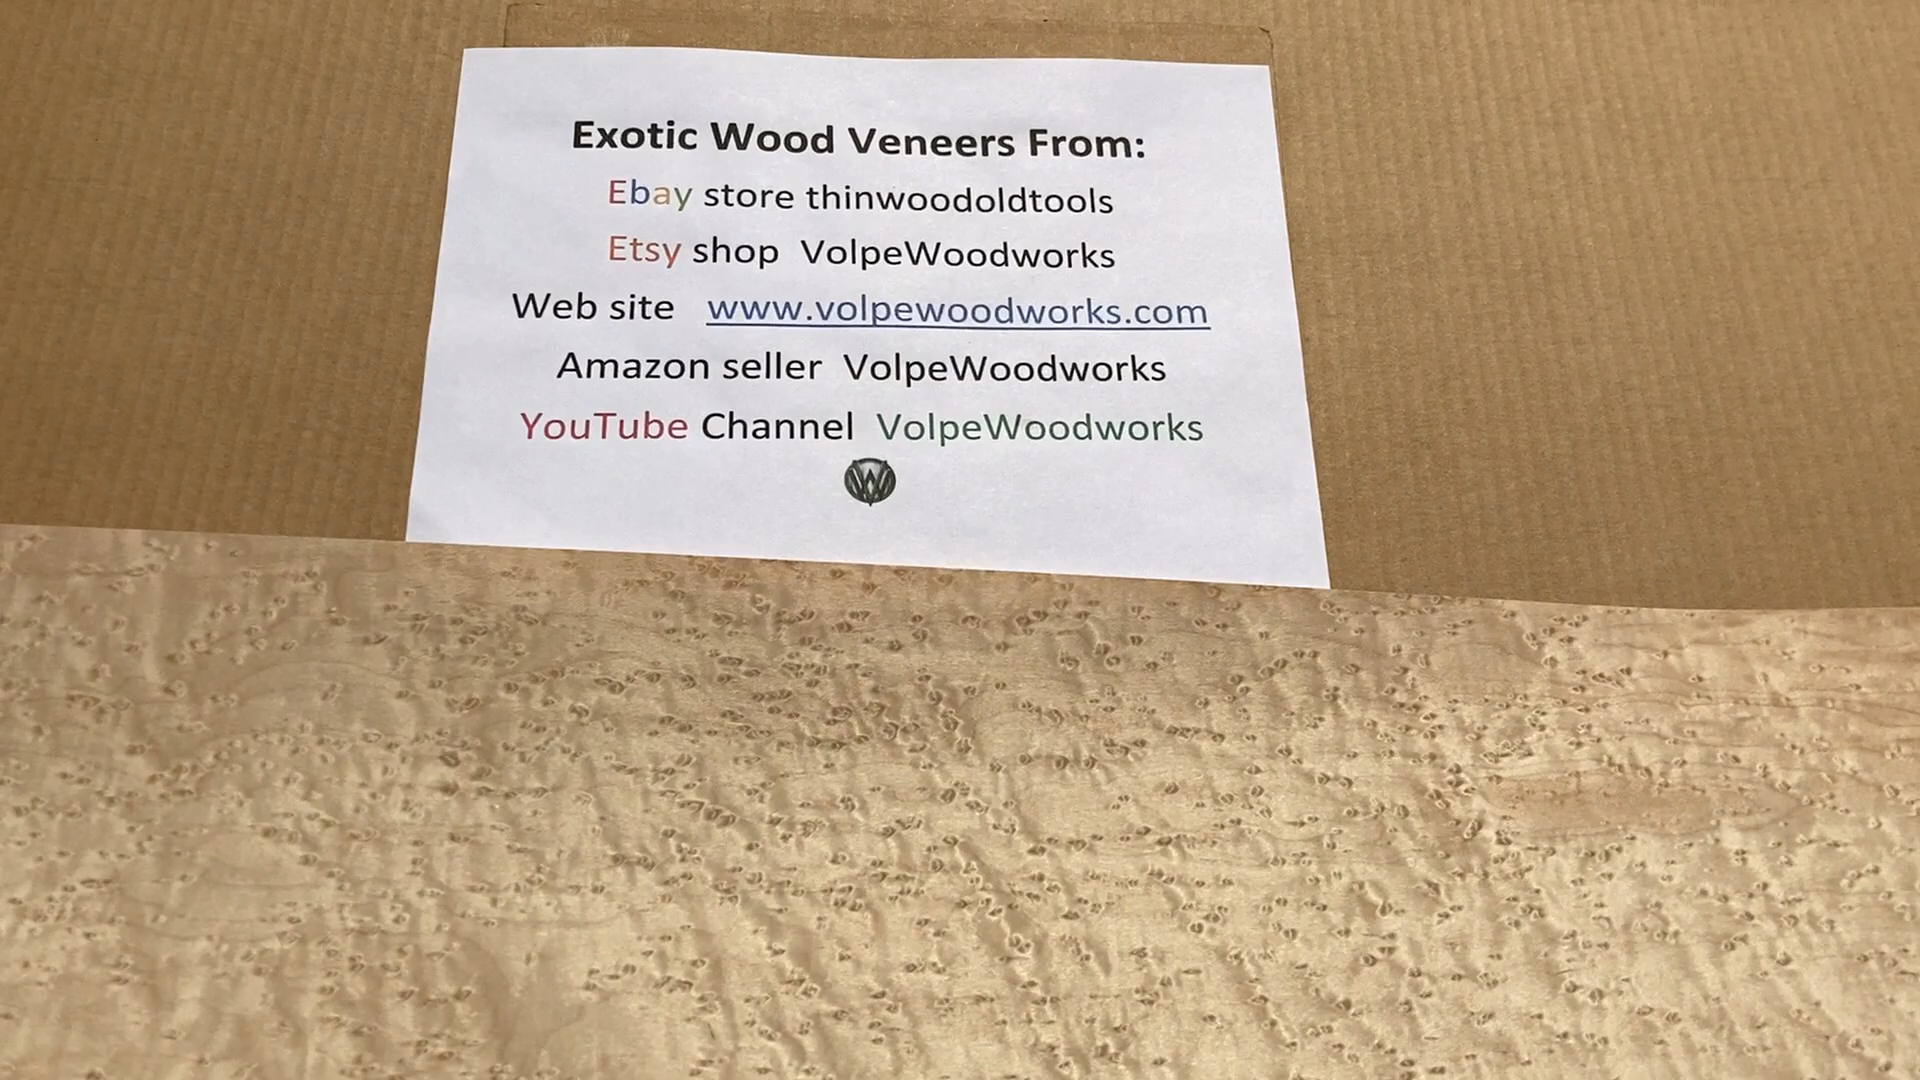 Exotic Wood Veneers From:
Ebay store thinwoodoldtools
Etsy shop VolpeWoodworks
Web site www.volpewoodworks.com
Amazon seller VolpeWoodworks
YouTube Channel VolpeWoodworks
W